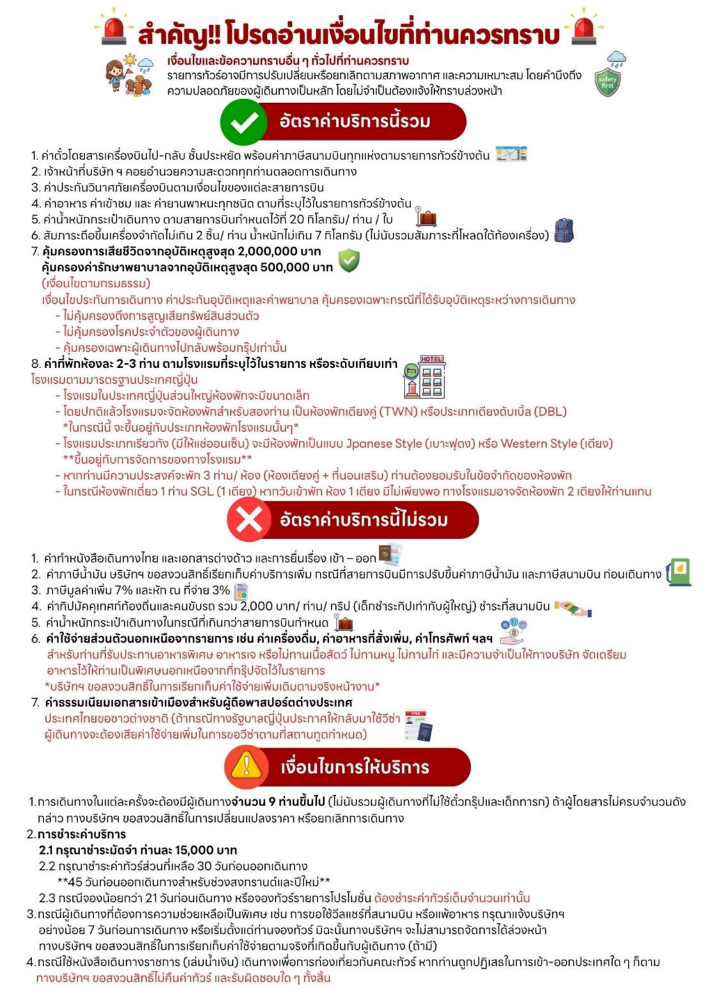 สำคัญ!! โปรดอ่านเงื่อนไขที่ท่านควรทราบ
เงื่อนไขและข้อความทราบอื่น ๆ ทั่วไปที่ท่านควรทราบ
รายการทัวร์อาจมีการปรับเปลี่ยนหรือยกเลิกตามสภาพอากาศ และความเหมาะสม โดยคำนึงถึง
ความปลอดภัยของผู้เดินทางเป็นหลัก โดยไม่จำเป็นต้องแจ้งให้ทราบล่วงหน้า
safety first
อัตราค่าบริการนี้รวม
1. ค่าตั๋วโดยสารเครื่องบินไป-กลับ ชั้นประหยัด พร้อมค่าภาษีสนามบินทุกแห่งตามรายการทัวร์ข้างต้น
2. เจ้าหน้าที่บริษัท ฯ คอยอำนวยความสะดวกทุกท่านตลอดการเดินทาง
3. ค่าประกันวินาศภัยเครื่องบินตามเงื่อนไขของแต่ละสายการบิน
4. ค่าอาหาร ค่าเข้าชม และ ค่ายานพาหนะทุกชนิด ตามที่ระบุไว้ในรายการทัวร์ข้างต้น
5. ค่าน้ำหนักกระเป๋าเดินทาง ตามสายการบินกำหนดไว้ที่ 20 กิโลกรัม/ ท่าน / ใบ
6. สัมภาระถือขึ้นเครื่องจำกัดไม่เกิน 2 ชิ้น/ ท่าน น้ำหนักไม่เกิน 7 กิโลกรัม (ไม่นับรวมสัมภาระที่โหลดใต้ท้องเครื่อง)
7. คุ้มครองการเสียชีวิตจากอุบัติเหตุสูงสุด 2,000,000 บาท
คุ้มครองค่ารักษาพยาบาลจากอุบัติเหตุสูงสุด 500,000 บาท
(เงื่อนไขตามกรมธรรม์)
เงื่อนไขประกันการเดินทาง ค่าประกันอุบัติเหตุและค่าพยาบาล คุ้มครองเฉพาะกรณีที่ได้รับอุบัติเหตุระหว่างการเดินทาง
- ไม่คุ้มครองถึงการสูญเสียทรัพย์สินส่วนตัว
- ไม่คุ้มครองโรคประจำตัวของผู้เดินทาง
- คุ้มครองเฉพาะผู้เดินทางไปกลับพร้อมกรุ๊ปเท่านั้น
8. ค่าที่พักห้องละ 2-3 ท่าน ตามโรงแรมที่ระบุไว้ในรายการ หรือระดับเทียบเท่า
HOTEL
โรงแรมตามมาตรฐานประเทศญี่ปุ่น
- โรงแรมในประเทศญี่ปุ่นส่วนใหญ่ห้องพักจะมีขนาดเล็ก
- โดยปกติแล้วโรงแรมจะจัดห้องพักสำหรับสองท่าน เป็นห้องพักเตียงคู่ (TWN) หรือประเภทเตียงดับเบิ้ล (DBL)
*ในกรณีนี้ จะขึ้นอยู่กับประเภทห้องพักโรงแรมนั้นๆ*
- โรงแรมประเภทเรียวกัง (มีให้แช่ออนเซ็น) จะมีห้องพักเป็นแบบ Jpanese Style (เบาะฟูตง) หรือ Western Style (เตียง)
**ขึ้นอยู่กับการจัดการของทางโรงแรม**
- หากท่านมีความประสงค์จะพัก 3 ท่าน/ ห้อง (ห้องเตียงคู่ + ที่นอนเสริม) ท่านต้องยอมรับในข้อจำกัดของห้องพัก
- ในกรณีห้องพักเดี่ยว 1 ท่าน SGL (1 เตียง) หากวันเข้าพัก ห้อง 1 เตียง มีไม่เพียงพอ ทางโรงแรมอาจจัดห้องพัก 2 เตียงให้ท่านแทน
อัตราค่าบริการนี้ไม่รวม
1. ค่าทำหนังสือเดินทางไทย และเอกสารต่างด้าว และการยื่นเรื่อง เข้า – ออก
2. ค่าภาษีน้ำมัน บริษัทฯ ขอสงวนสิทธิ์เรียกเก็บค่าบริการเพิ่ม กรณีที่สายการบินมีการปรับขึ้นค่าภาษีน้ำมัน และภาษีสนามบิน ก่อนเดินทาง
3. ภาษีมูลค่าเพิ่ม 7% และหัก ณ ที่จ่าย 3%
4. ค่าทิปมัคคุเทศก์ท้องถิ่นและคนขับรถ รวม 2,000 บาท/ ท่าน/ ทริป (เด็กชำระทิปเท่ากับผู้ใหญ่) ชำระที่สนามบิน
5. ค่าน้ำหนักกระเป๋าเดินทางในกรณีที่เกินกว่าสายการบินกำหนด
6. ค่าใช้จ่ายส่วนตัวนอกเหนือจากรายการ เช่น ค่าเครื่องดื่ม, ค่าอาหารที่สั่งเพิ่ม, ค่าโทรศัพท์ ฯลฯ
สำหรับท่านที่รับประทานอาหารพิเศษ อาหารเจ หรือไม่ทานเนื้อสัตว์ ไม่ทานหมู ไม่ทานไก่ และมีความจำเป็นให้ทางบริษัท จัดเตรียม
อาหารไว้ให้ท่านเป็นพิเศษนอกเหนือจากที่กรุ๊ปจัดไว้ในรายการ
*บริษัทฯ ขอสงวนสิทธิ์ในการเรียกเก็บค่าใช้จ่ายเพิ่มเติมตามจริงหน้างาน*
7. ค่าธรรมเนียมเอกสารเข้าเมืองสำหรับผู้ถือพาสปอร์ตต่างประเทศ
ประเทศไทยขอชาวต่างชาติ (ถ้ากรณีทางรัฐบาลญี่ปุ่นประกาศให้กลับมาใช้วีซ่า
ผู้เดินทางจะต้องเสียค่าใช้จ่ายเพิ่มในการขอวีซ่าตามที่สถานทูตกำหนด)
เงื่อนไขการให้บริการ
1.การเดินทางในแต่ละครั้งจะต้องมีผู้เดินทางจำนวน 9 ท่านขึ้นไป (ไม่นับรวมผู้เดินทางที่ไม่ใช้ตั๋วกรุ๊ปและเด็กทารก) ถ้าผู้โดยสารไม่ครบจำนวนดัง
กล่าว ทางบริษัทฯ ขอสงวนสิทธิ์ในการเปลี่ยนแปลงราคา หรือยกเลิกการเดินทาง
2.การชำระค่าบริการ
2.1 กรุณาชำระมัดจำ ท่านละ 15,000 บาท
2.2 กรุณาชำระค่าทัวร์ส่วนที่เหลือ 30 วันก่อนออกเดินทาง
**45 วันก่อนออกเดินทางสำหรับช่วงสงกรานต์และปีใหม่**
2.3 กรณีจองน้อยกว่า 21 วันก่อนเดินทาง หรือจองทัวร์รายการโปรโมชั่น ต้องชำระค่าทัวร์เต็มจำนวนเท่านั้น
3.กรณีผู้เดินทางที่ต้องการความช่วยเหลือเป็นพิเศษ เช่น การขอใช้วีลแชร์ที่สนามบิน หรือแพ้อาหาร กรุณาแจ้งบริษัทฯ
อย่างน้อย 7 วันก่อนการเดินทาง หรือเริ่มตั้งแต่ท่านจองทัวร์ มิฉะนั้นทางบริษัทฯ จะไม่สามารถจัดการได้ล่วงหน้า
ทางบริษัทฯ ขอสงวนสิทธิ์ในการเรียกเก็บค่าใช้จ่ายตามจริงที่เกิดขึ้นกับผู้เดินทาง (ถ้ามี)
4.กรณีใช้หนังสือเดินทางราชการ (เล่มน้ำเงิน) เดินทางเพื่อการท่องเที่ยวกับคณะทัวร์ หากท่านถูกปฏิเสธในการเข้า-ออกประเทศใด ๆ ก็ตาม
ทางบริษัทฯ ขอสงวนสิทธิ์ไม่คืนค่าทัวร์ และรับผิดชอบใด ๆ ทั้งสิ้น